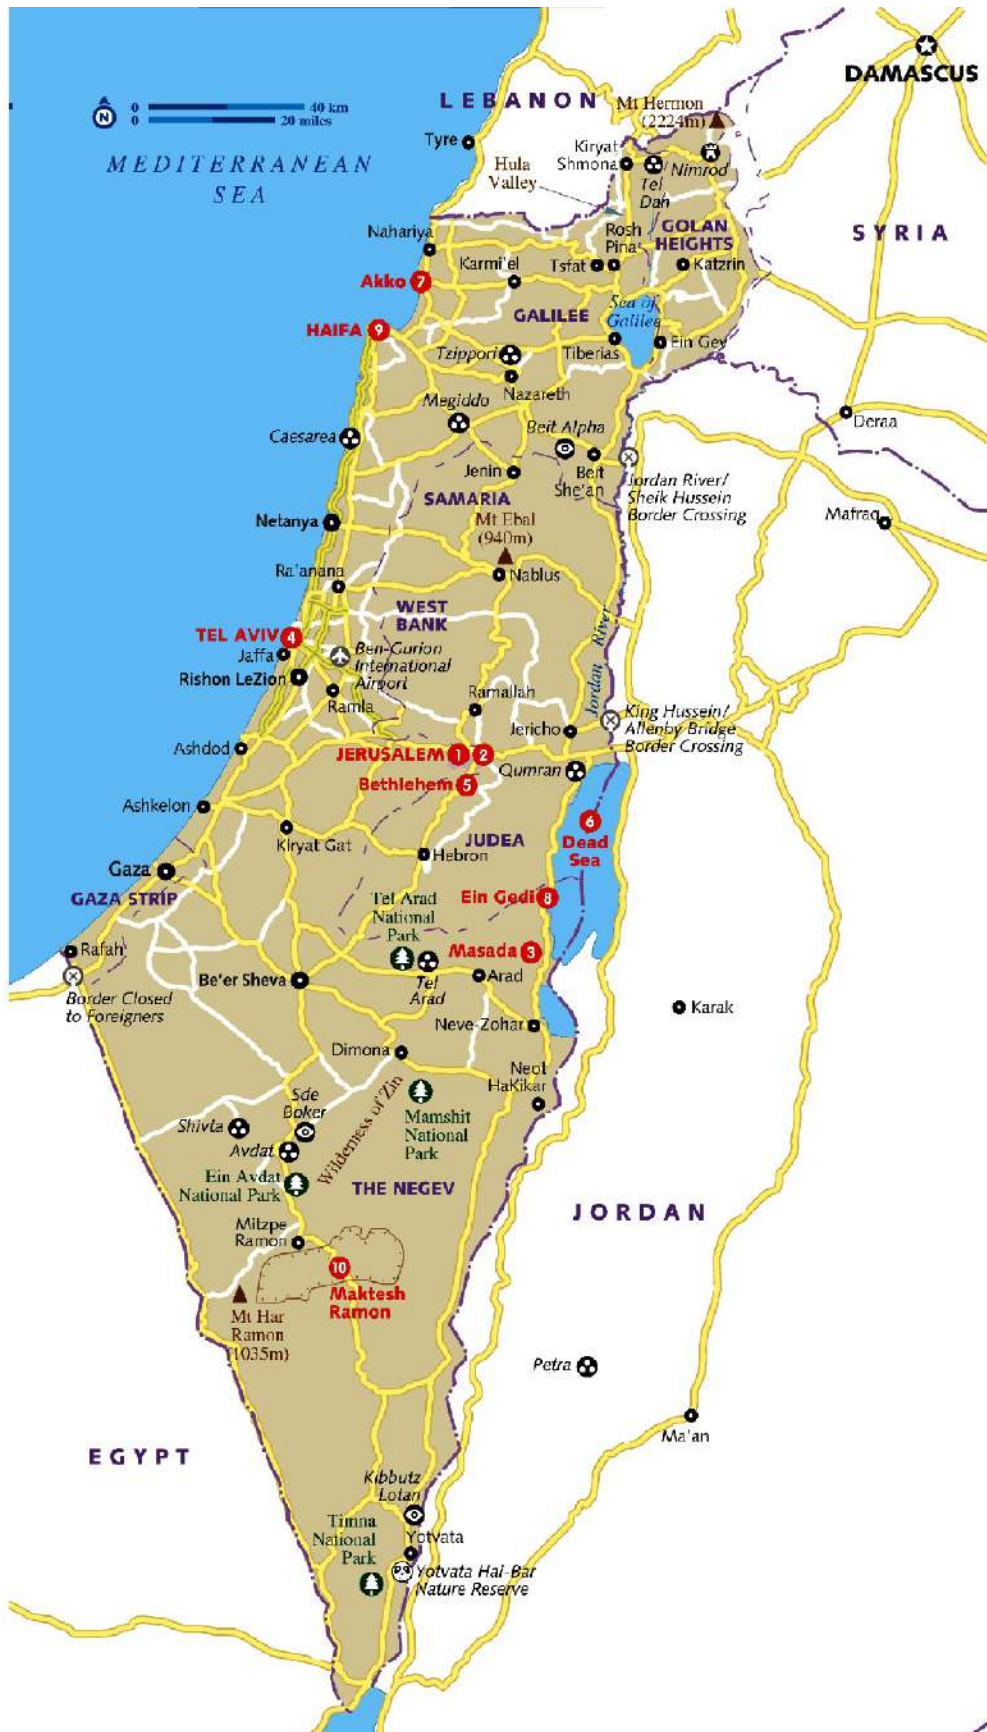 DAMASCUS
0 40 km
0 20 miles
N
LEBANON
Mt Hermon
(2224m)
Tyre
Kiryat
Shmona
MEDITERRANEAN
SEA
Hula
Valley
Tel
Dan
Nimrod
Nahariya
Rosh
Pina
GOLAN
HEIGHTS
SYRIA
Akko 7
Karmi'el
Tsfat
Katzrin
GALILEE
Sea of
Galilee
HAIFA 9
Tzippori
Tiberias
Ein Gev
Nazareth
Megiddo
Deraa
Caesarea
Beit Alpha
Jenin
Beit
She'an
Jordan River/
Sheik Hussein
Border Crossing
SAMARIA
Netanya
Mt Ebal
(940m)
Mafraq
Ra'anana
Nablus
WEST
BANK
Jordan River
TEL AVIV 4
Jaffa
Ben-Gurion
International
Airport
Rishon LeZion
Ramla
Ramallah
Jericho
King Hussein/
Allenby Bridge
Border Crossing
Ashdod
JERUSALEM 1 2
Qumran
Bethlehem 5
Ashkelon
6
Dead
Sea
Kiryat Gat
JUDEA
Hebron
Gaza
GAZA STRIP
Tel Arad
National
Park
Ein Gedi 8
Rafah
Masada 3
Be'er Sheva
Tel
Arad
Arad
Border Closed
to Foreigners
Karak
Neve-Zohar
Dimona
Neot
HaKikar
Sde
Boker
Wilderness of Zin
Shivta
Mamshit
National
Park
Avdat
Ein Avdat
National Park
THE NEGEV
JORDAN
Mitzpe
Ramon
10
Maktesh
Ramon
Mt Har
Ramon
(1035m)
Petra
Ma'an
EGYPT
Kibbutz
Lotan
Timna
National
Park
Yotvata
Yotvata Hai-Bar
Nature Reserve